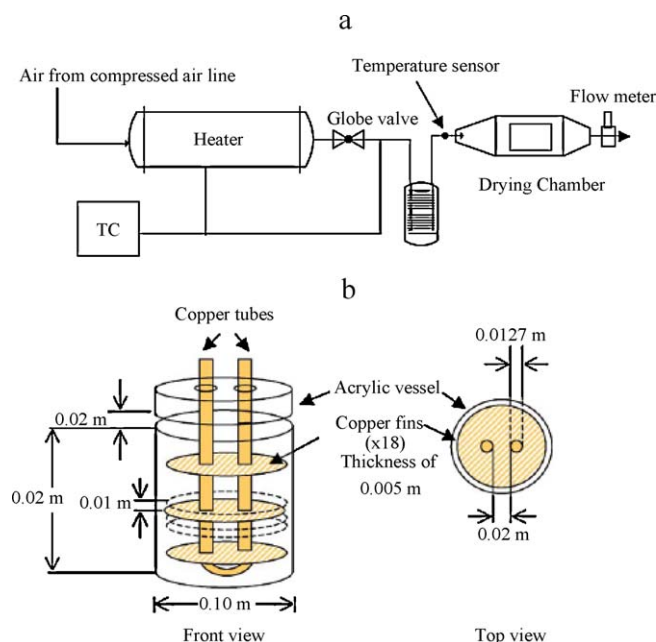 a
Air from compressed air line
Temperature sensor
Flow meter
Globe valve
Heater
Drying Chamber
TC
b
Copper tubes
0.0127 m
Acrylic vessel
0.02 m
Copper fins
(x18)
Thickness of
0.005 m
0.02 m
0.01 m
0.02 m
0.10 m
Front view
Top view